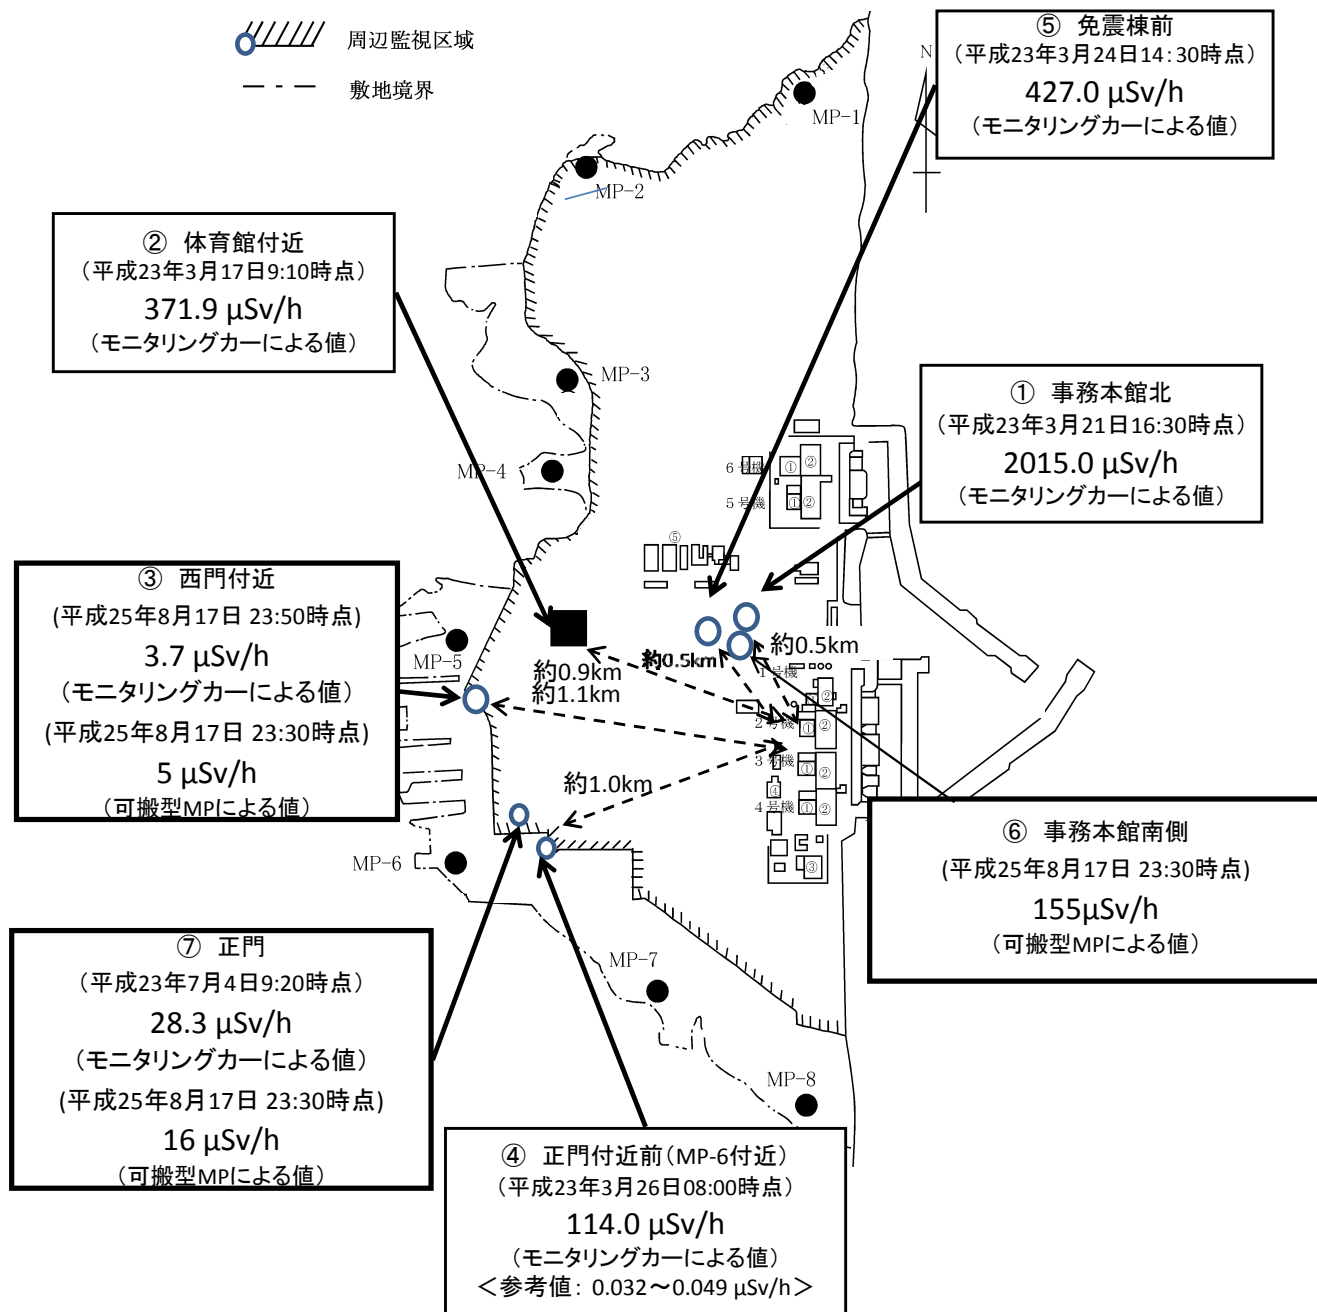 周辺監視区域
敷地境界
⑤ 免震棟前
（平成23年3月24日14:30時点）
427.0 μSv/h
（モニタリングカーによる値）
N
MP-1
MP-2
② 体育館付近
（平成23年3月17日9:10時点）
371.9 μSv/h
（モニタリングカーによる値）
MP-3
① 事務本館北
（平成23年3月21日16:30時点）
2015.0 μSv/h
（モニタリングカーによる値）
MP-4
6号機
① ②
5号機
① ②
⑤
③ 西門付近
(平成25年8月17日 23:50時点)
3.7 μSv/h
（モニタリングカーによる値）
(平成25年8月17日 23:30時点)
5 μSv/h
（可搬型MPによる値）
MP-5
約0.9km
約1.1km
約0.5km
約0.5km
1号機
②
2号機
① ②
3号機
① ②
約1.0km
④
4号機
① ②
③
MP-6
⑥ 事務本館南側
(平成25年8月17日 23:30時点)
155μSv/h
（可搬型MPによる値）
⑦ 正門
（平成23年7月4日9:20時点）
28.3 μSv/h
（モニタリングカーによる値）
(平成25年8月17日 23:30時点)
16 μSv/h
（可搬型MPによる値）
MP-7
MP-8
④ 正門付近前（MP-6付近）
（平成23年3月26日08:00時点）
114.0 μSv/h
（モニタリングカーによる値）
＜参考値: 0.032～0.049 μSv/h＞